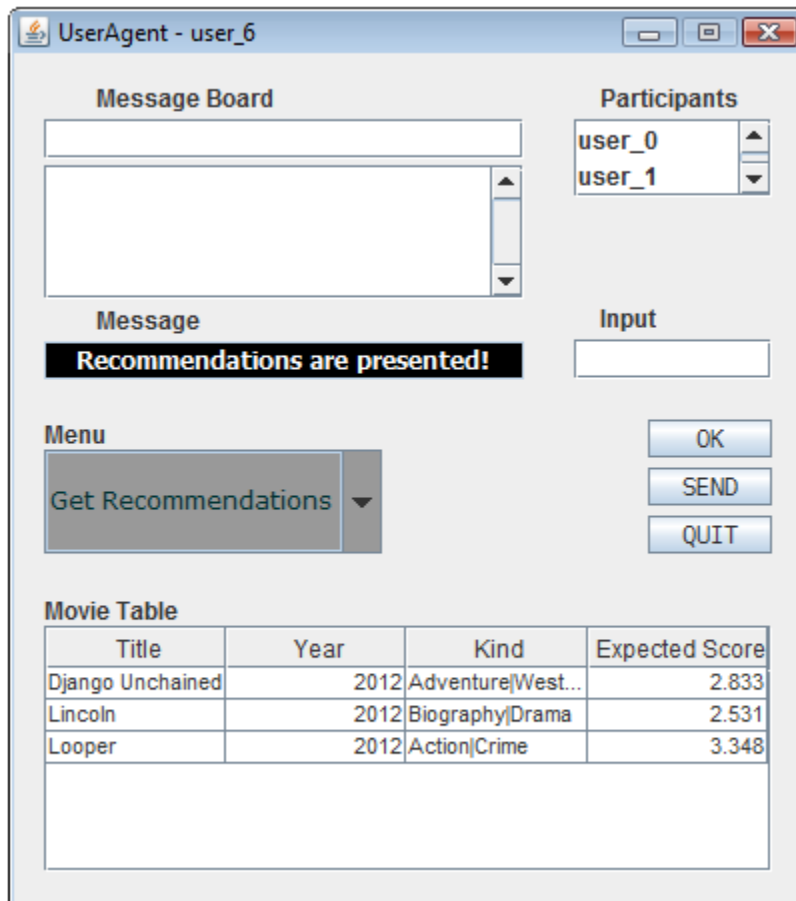 UserAgent - user_6
Message Board
Participants
user_0
user_1
Message
Input
Recommendations are presented!
Menu
Get Recommendations
OK
SEND
QUIT
Movie Table
Title Year Kind Expected Score
Django Unchained 2012 Adventure|West...
2.833
Lincoln 2012 Biography|Drama 2.531
Looper 2012 Action|Crime 3.348